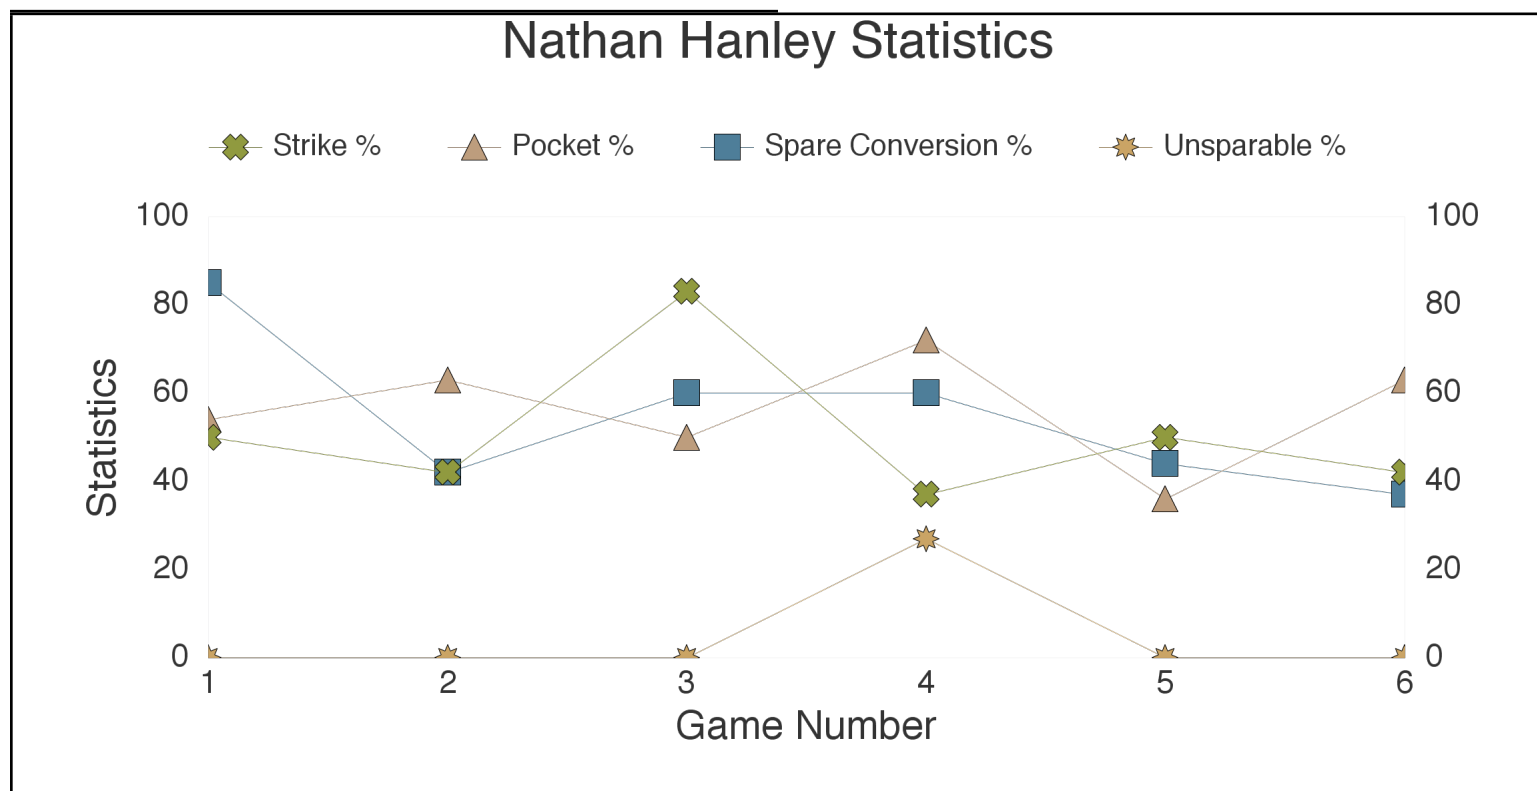 Nathan Hanley Statistics
Strike % Pocket % Spare Conversion % Unsparable %
100 100
80 80
60 60
40 40
20 20
0 0
Statistics
1 2 3 4 5 6
Game Number